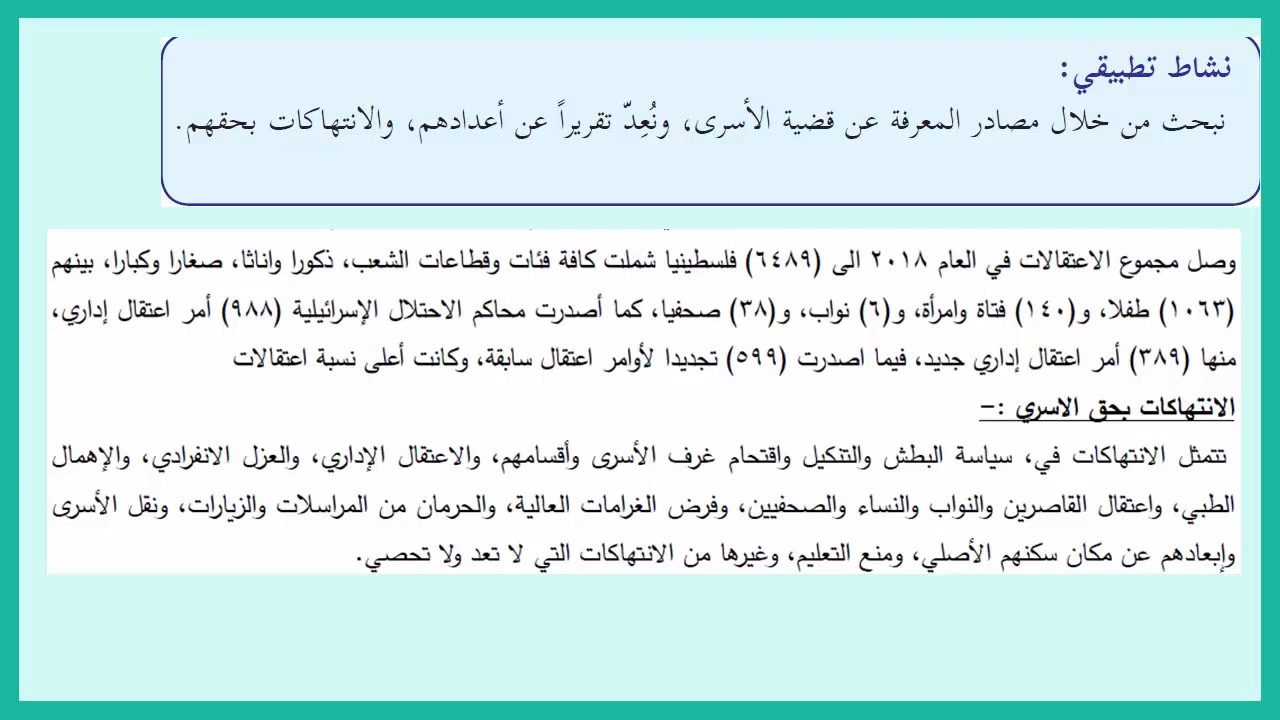 نشاط تطبيقي:
نبحث من خلال مصادر المعرفة عن قضية الأسرى، ونُعِدّ تقريراً عن أعدادهم، والانتهاكات بحقهم.
وصل مجموع الاعتقالات في العام ٢٠١٨ الى (٦٤٨٩) فلسطينيا شملت كافة فئات وقطاعات الشعب، ذكورا واناثا، صغارا وكبارا، بينهم
(١٠٦٣) طفلا، و(١٤٠) فتاة وامرأة، و(٦) نواب، و(٣٨) صحفيا، كما أصدرت محاكم الاحتلال الإسرائيلية (٩٨٨) أمر اعتقال إداري،
منها (٣٨٩) أمر اعتقال إداري جديد، فيما اصدرت (٥٩٩) تجديدا لأوامر اعتقال سابقة، وكانت أعلى نسبة اعتقالات
الانتهاكات بحق الاسري :-
تتمثل الانتهاكات في، سياسة البطش والتنكيل واقتحام غرف الأسرى وأقسامهم، والاعتقال الإداري، والعزل الانفرادي، والإهمال
الطبي، واعتقال القاصرين والنواب والنساء والصحفيين، وفرض الغرامات العالية، والحرمان من المراسلات والزيارات، ونقل الأسرى
وإبعادهم عن مكان سكنهم الأصلي، ومنع التعليم، وغيرها من الانتهاكات التي لا تعد ولا تحصي.